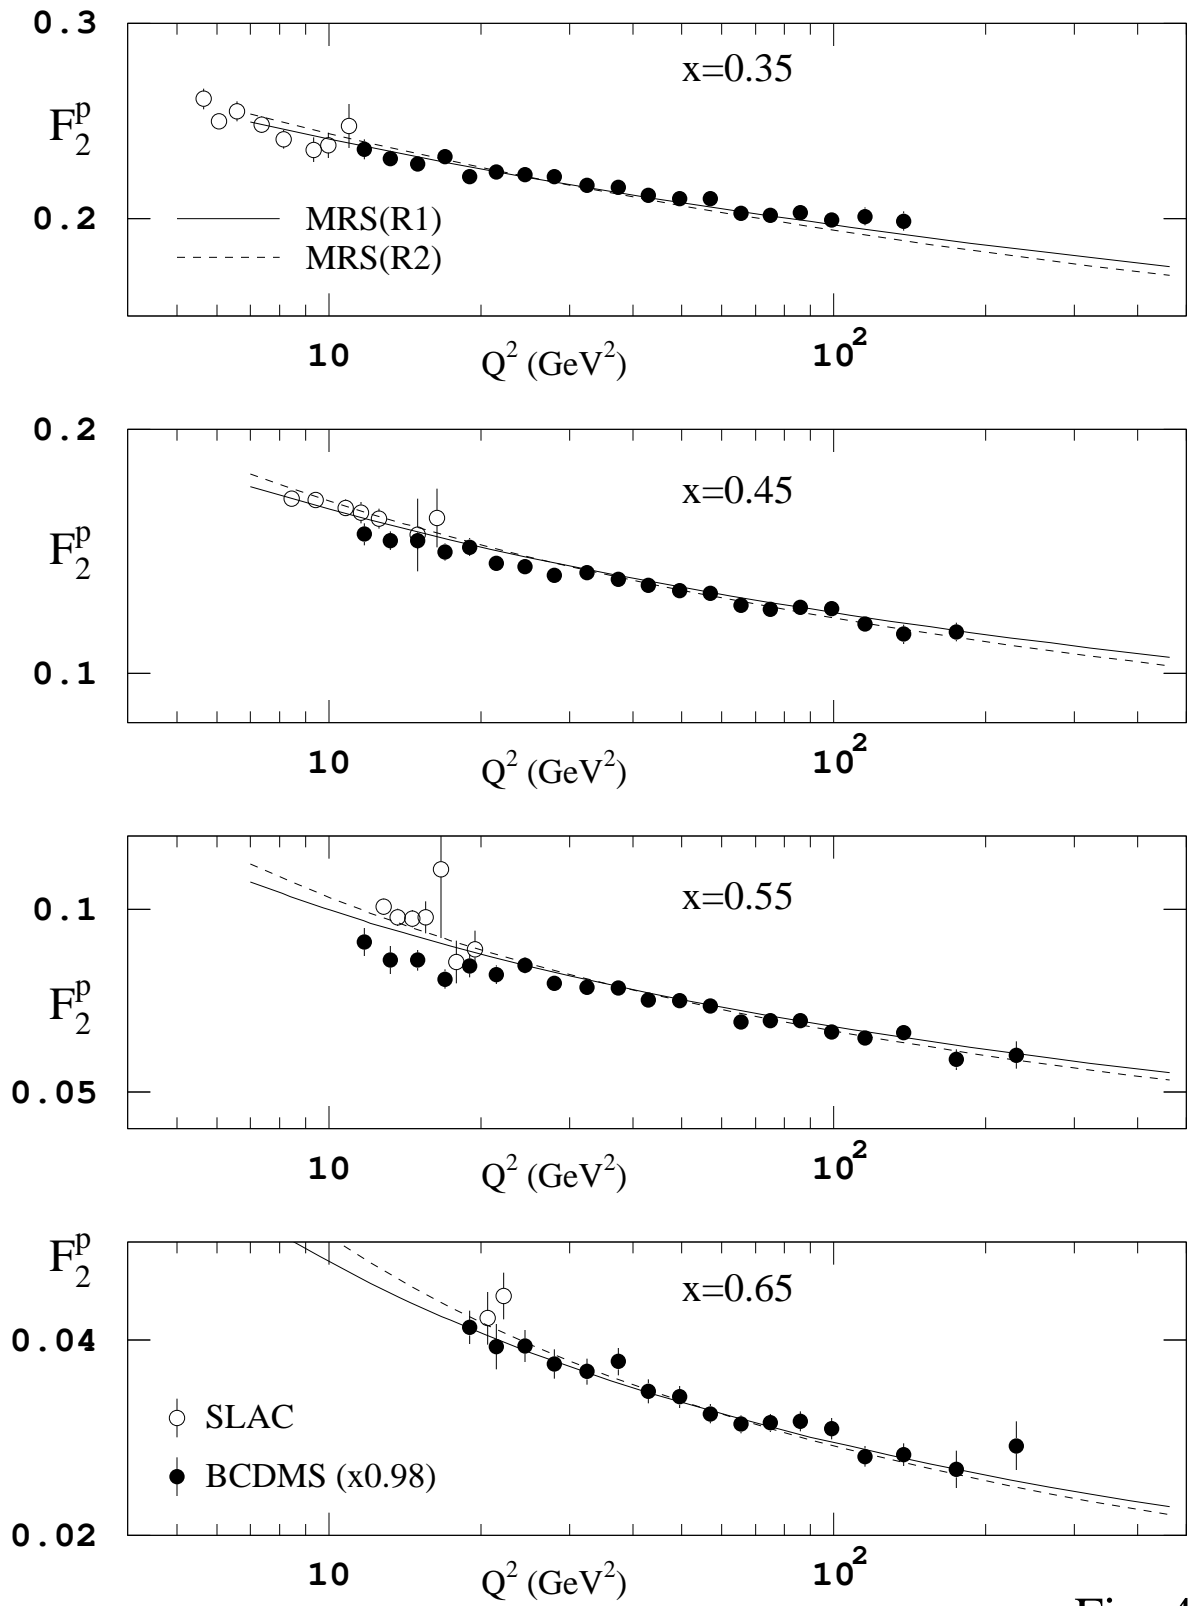 0.3
x=0.35
F₂ᵖ
0.2
MRS(R1)
MRS(R2)
10
Q² (GeV²)
10²
0.2
x=0.45
F₂ᵖ
0.1
10
Q² (GeV²)
10²
0.1
x=0.55
F₂ᵖ
0.05
10
Q² (GeV²)
10²
F₂ᵖ
x=0.65
0.04
SLAC
BCDMS (x0.98)
0.02
10
Q² (GeV²)
10²